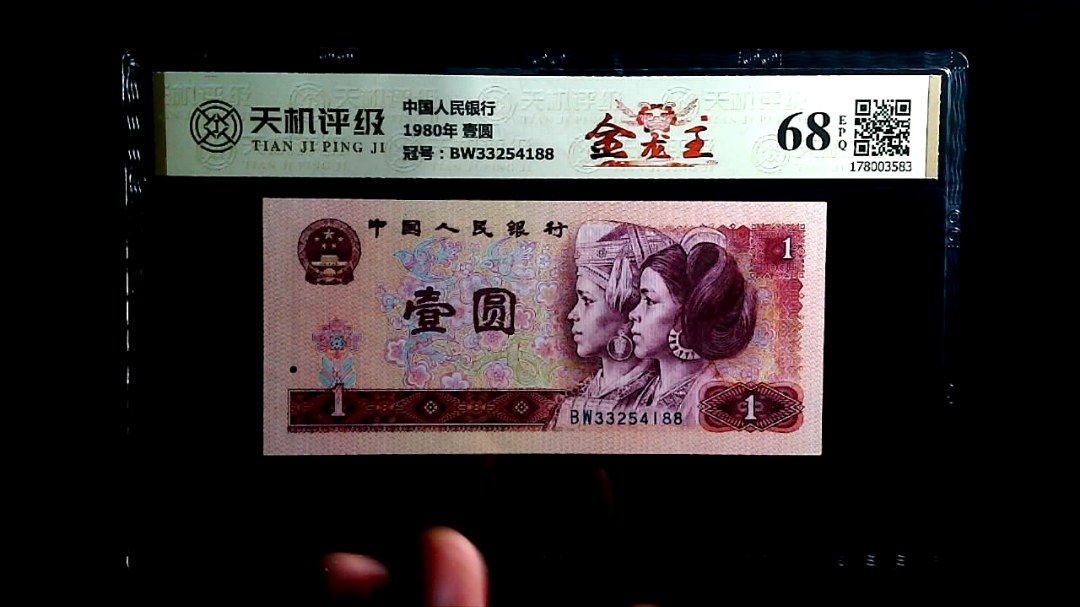 天机评级
TIAN JI PING JI
中国人民银行
1980年 壹圆
冠号：BW33254188
金龙王
68
EPQ
178003583
中國人民銀行
1
壹圆
1
BW33254188
1